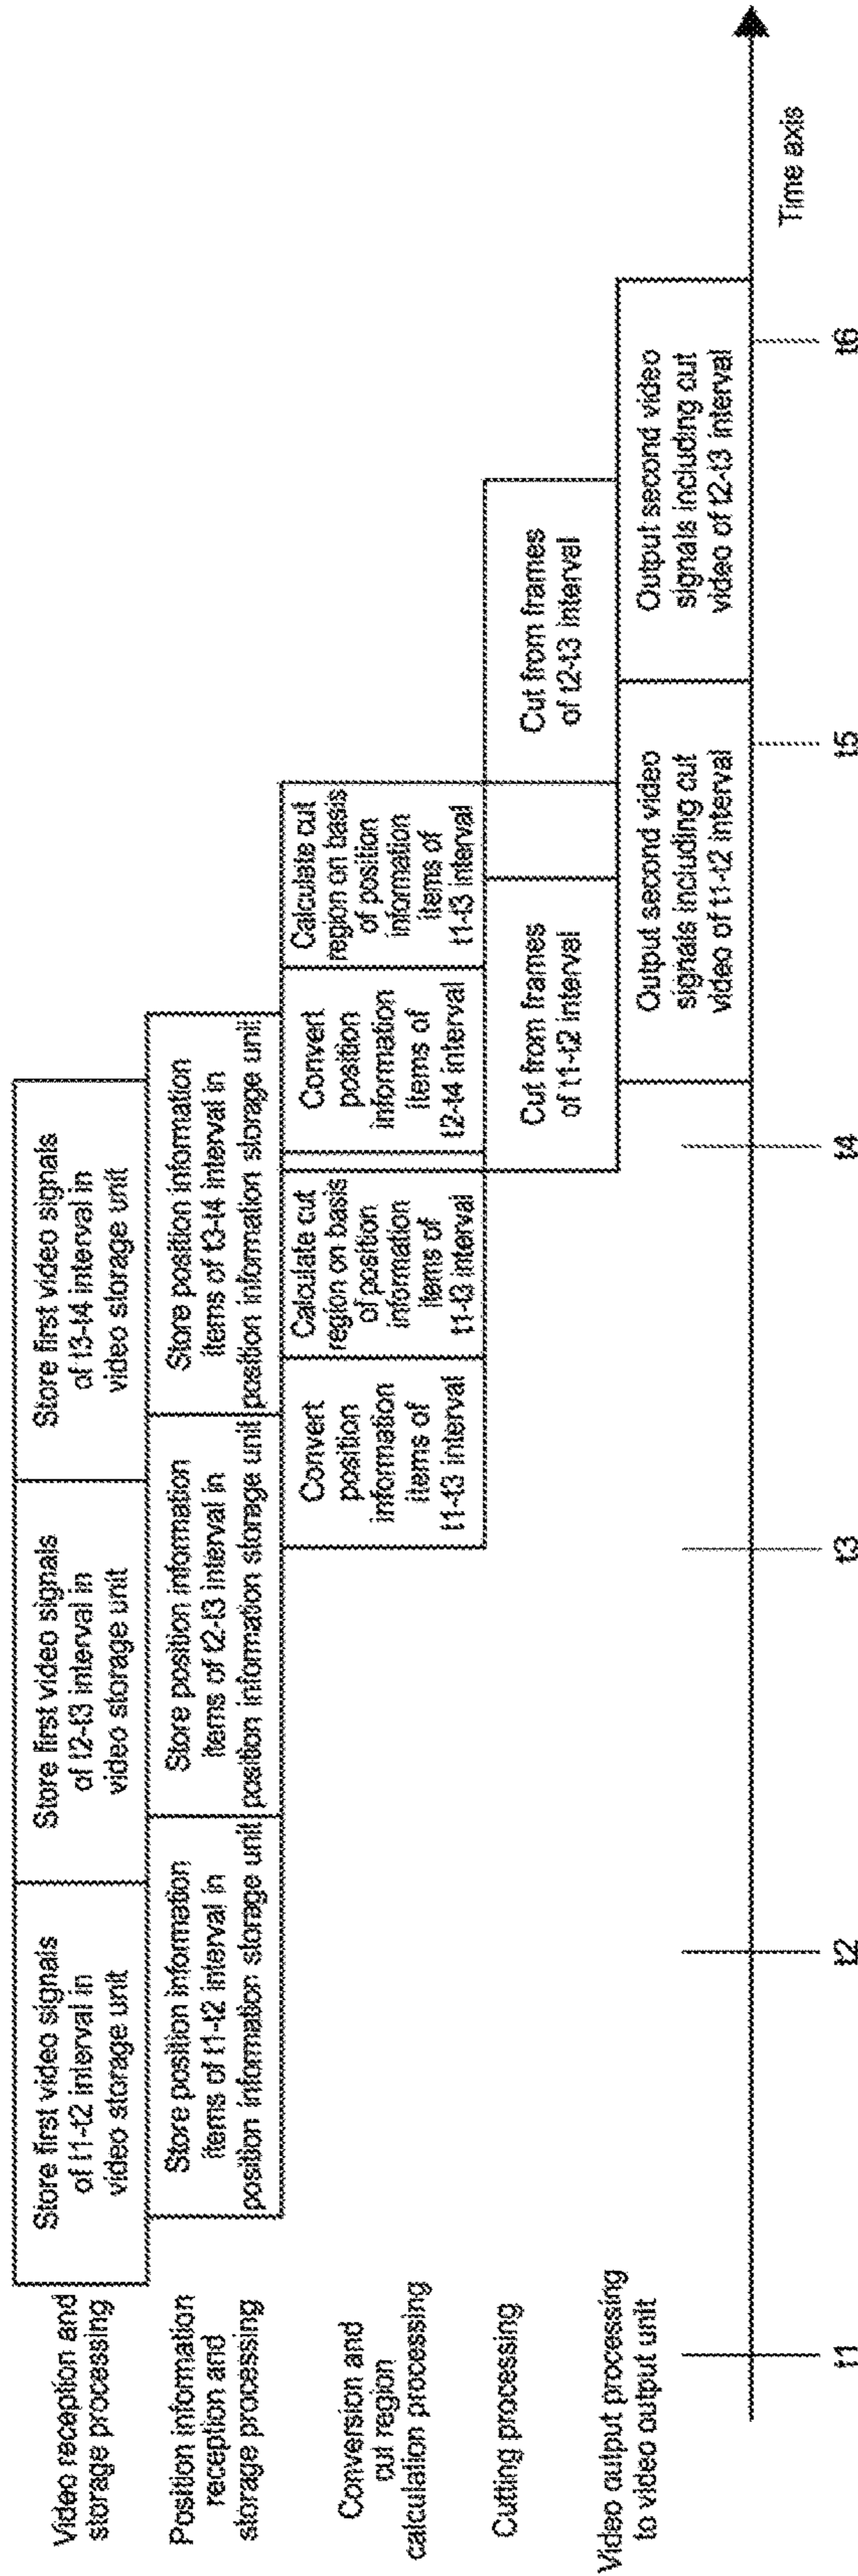 Video reception and
storage processing
Store first video signals
of t1-t2 interval in
video storage unit
Store first video signals
of t2-t3 interval in
video storage unit
Store first video signals
of t3-t4 interval in
video storage unit
Position information
reception and
storage processing
Store position information
items of t1-t2 interval in
position information storage unit
Store position information
items of t2-t3 interval in
position information storage unit
Store position information
items of t3-t4 interval in
position information storage unit
Conversion and
cut region
calculation processing
Convert
position
information
items of
t1-t3 interval
Calculate cut
region on basis
of position
information
items of
t1-t3 interval
Convert
position
information
items of
t2-t4 interval
Calculate cut
region on basis
of position
information
items of
t1-t3 interval
Cutting processing
Cut from frames
of t1-t2 interval
Cut from frames
of t2-t3 interval
Video output processing
to video output unit
Output second video
signals including cut
video of t1-t2 interval
Output second video
signals including cut
video of t2-t3 interval
Time axis
t1
t2
t3
t4
t5
t6